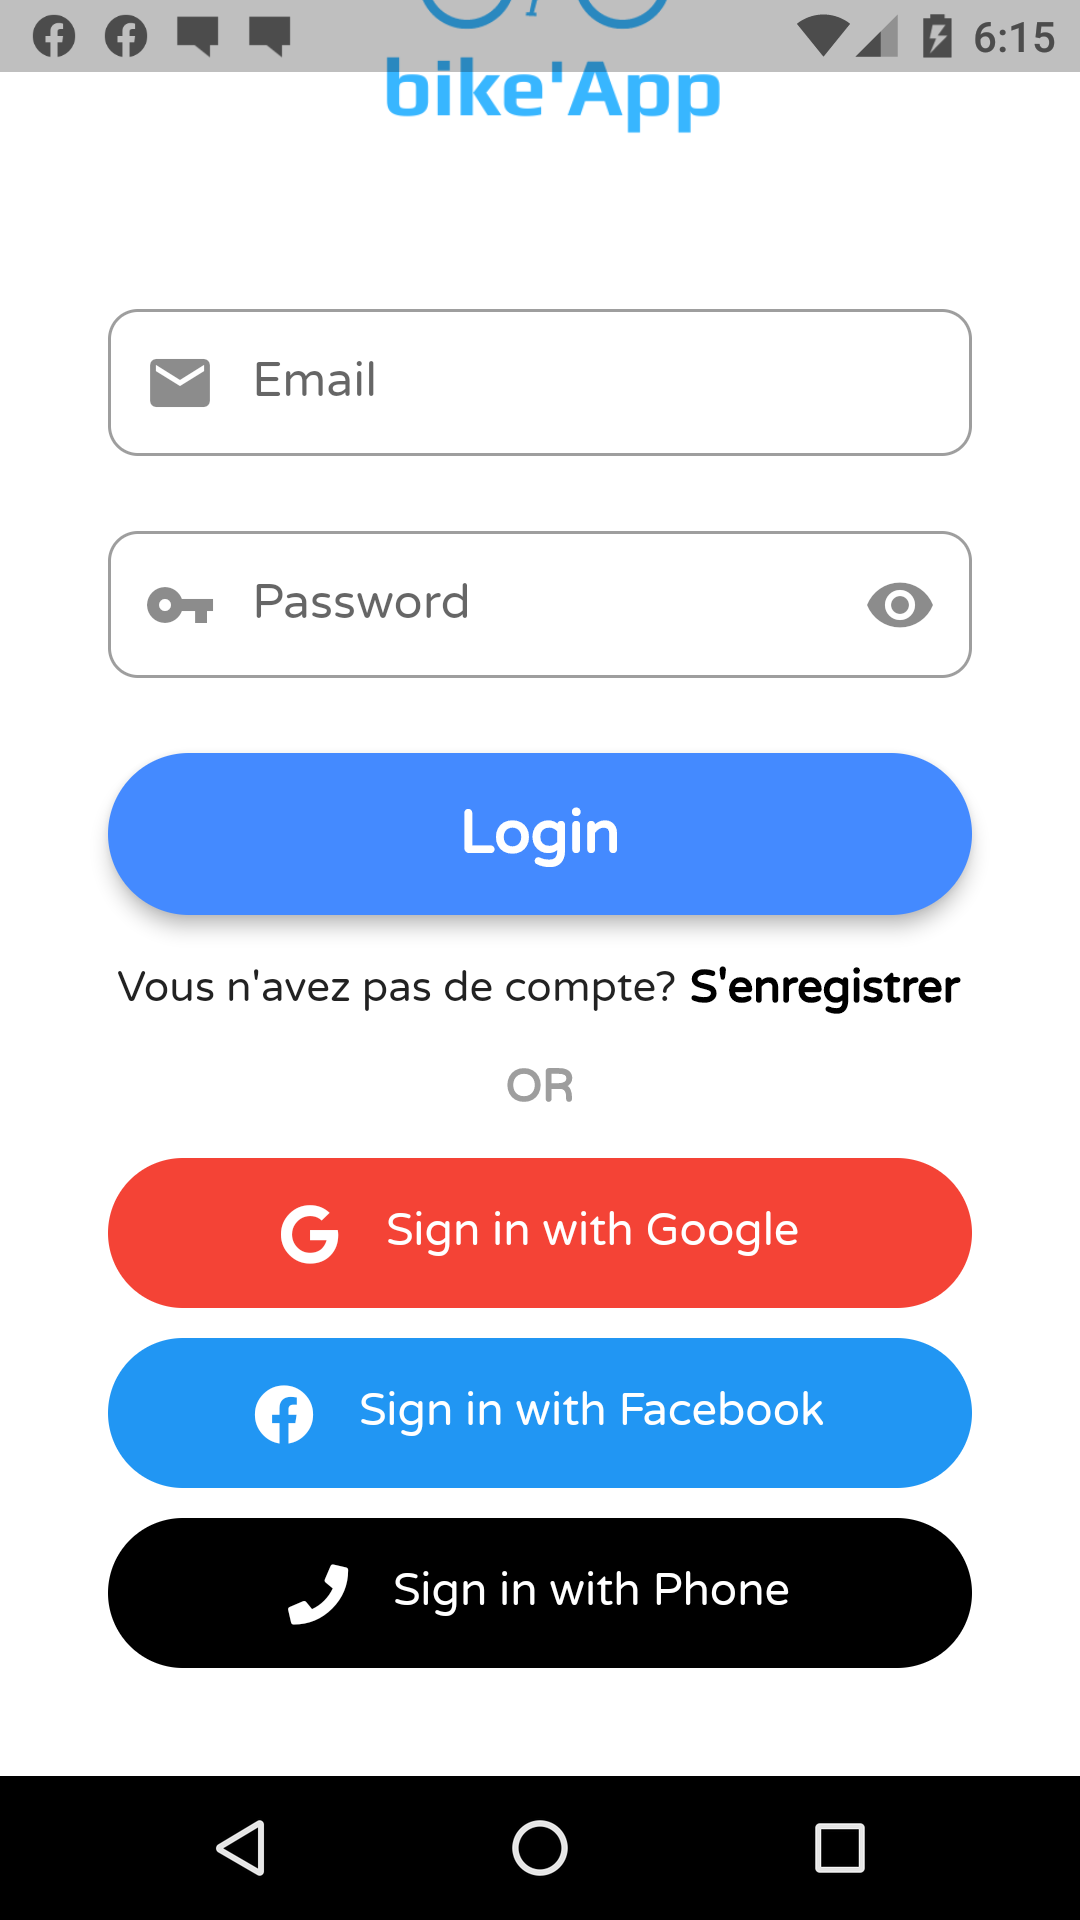 6:15
bike'App
Email
Password
Login
Vous n'avez pas de compte? S'enregistrer
OR
Sign in with Google
Sign in with Facebook
Sign in with Phone